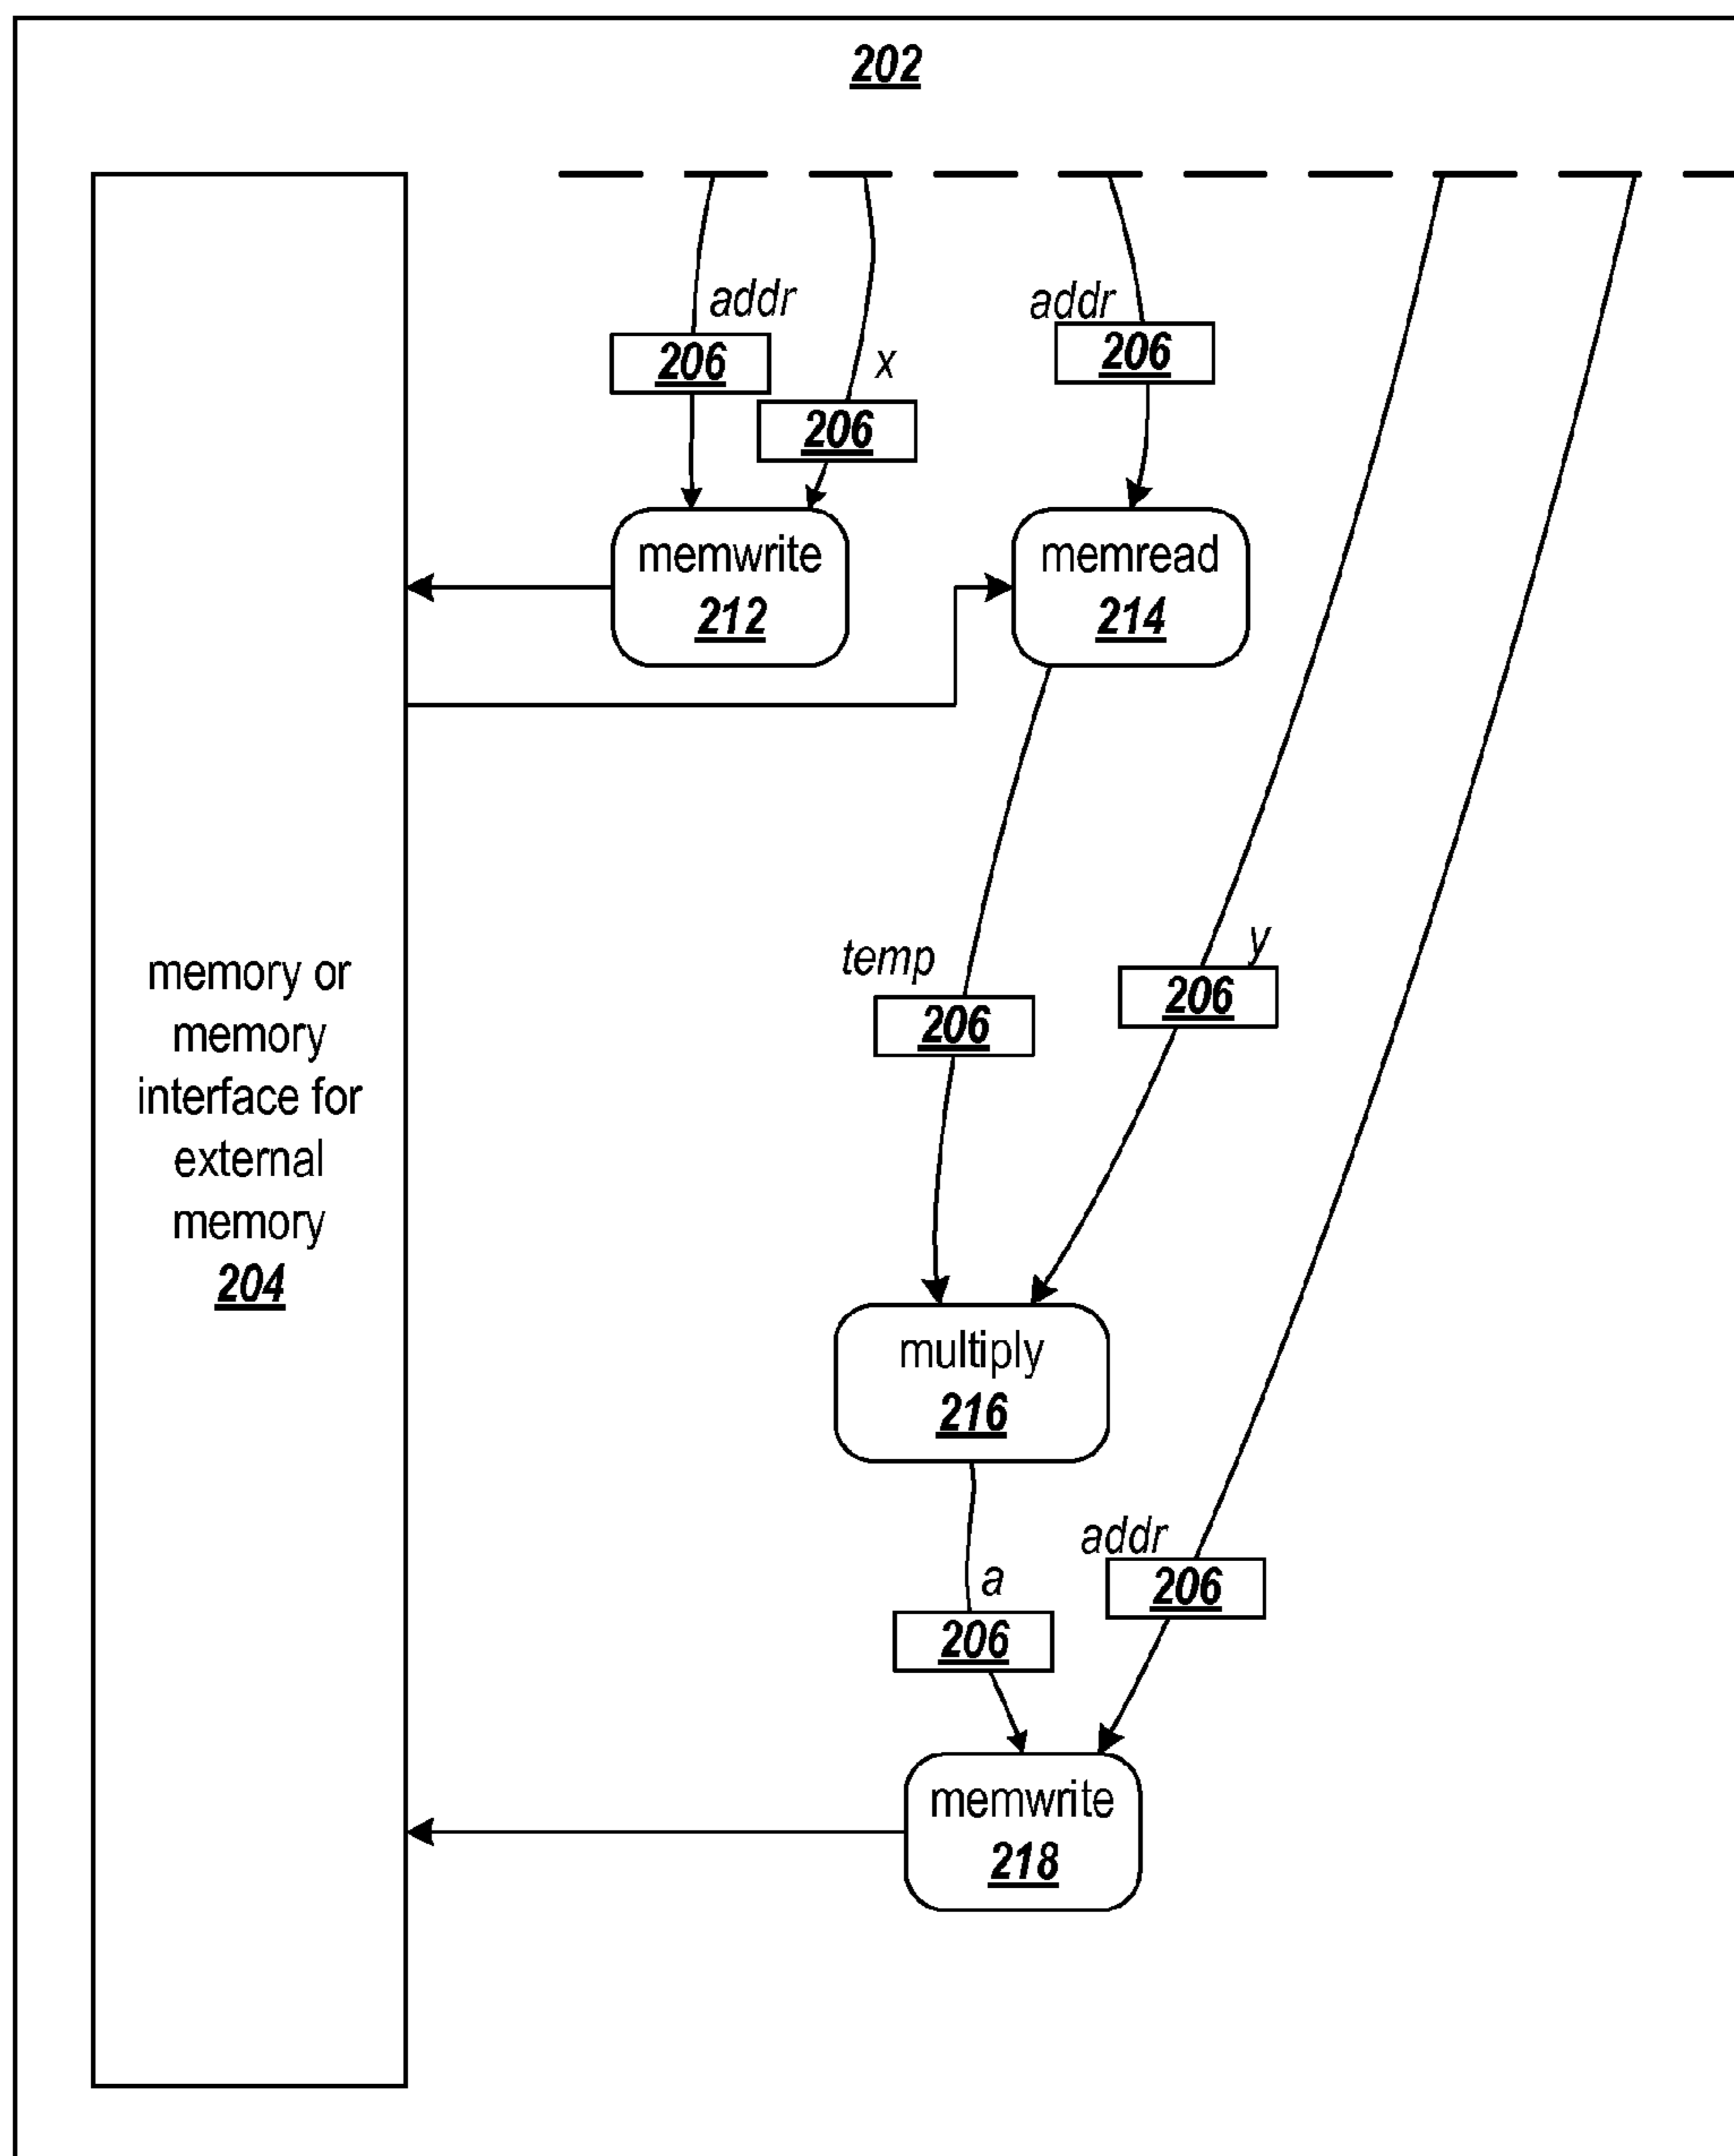 202
addr
addr
206
206
x
206
memwrite
212
memread
214
memory or
memory
interface for
external
memory
204
temp
206
y
206
multiply
216
addr
206
a
206
memwrite
218